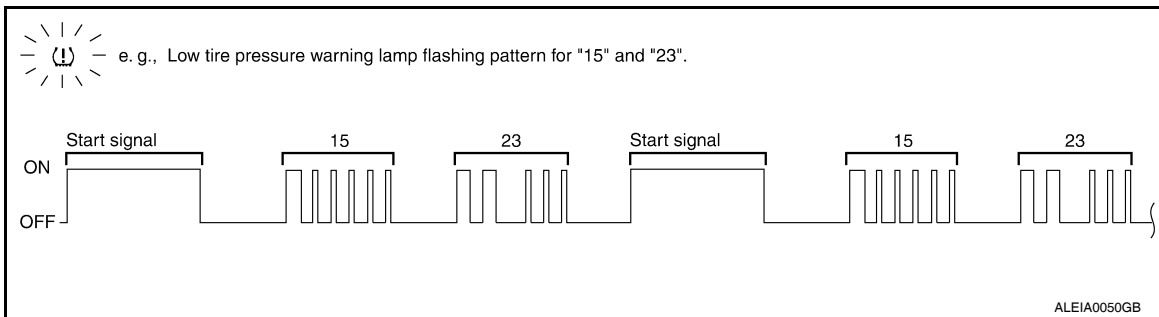 e. g., Low tire pressure warning lamp flashing pattern for "15" and "23".
Start signal 15 23 Start signal 15 23
ON
OFF
ALEIA0050GB